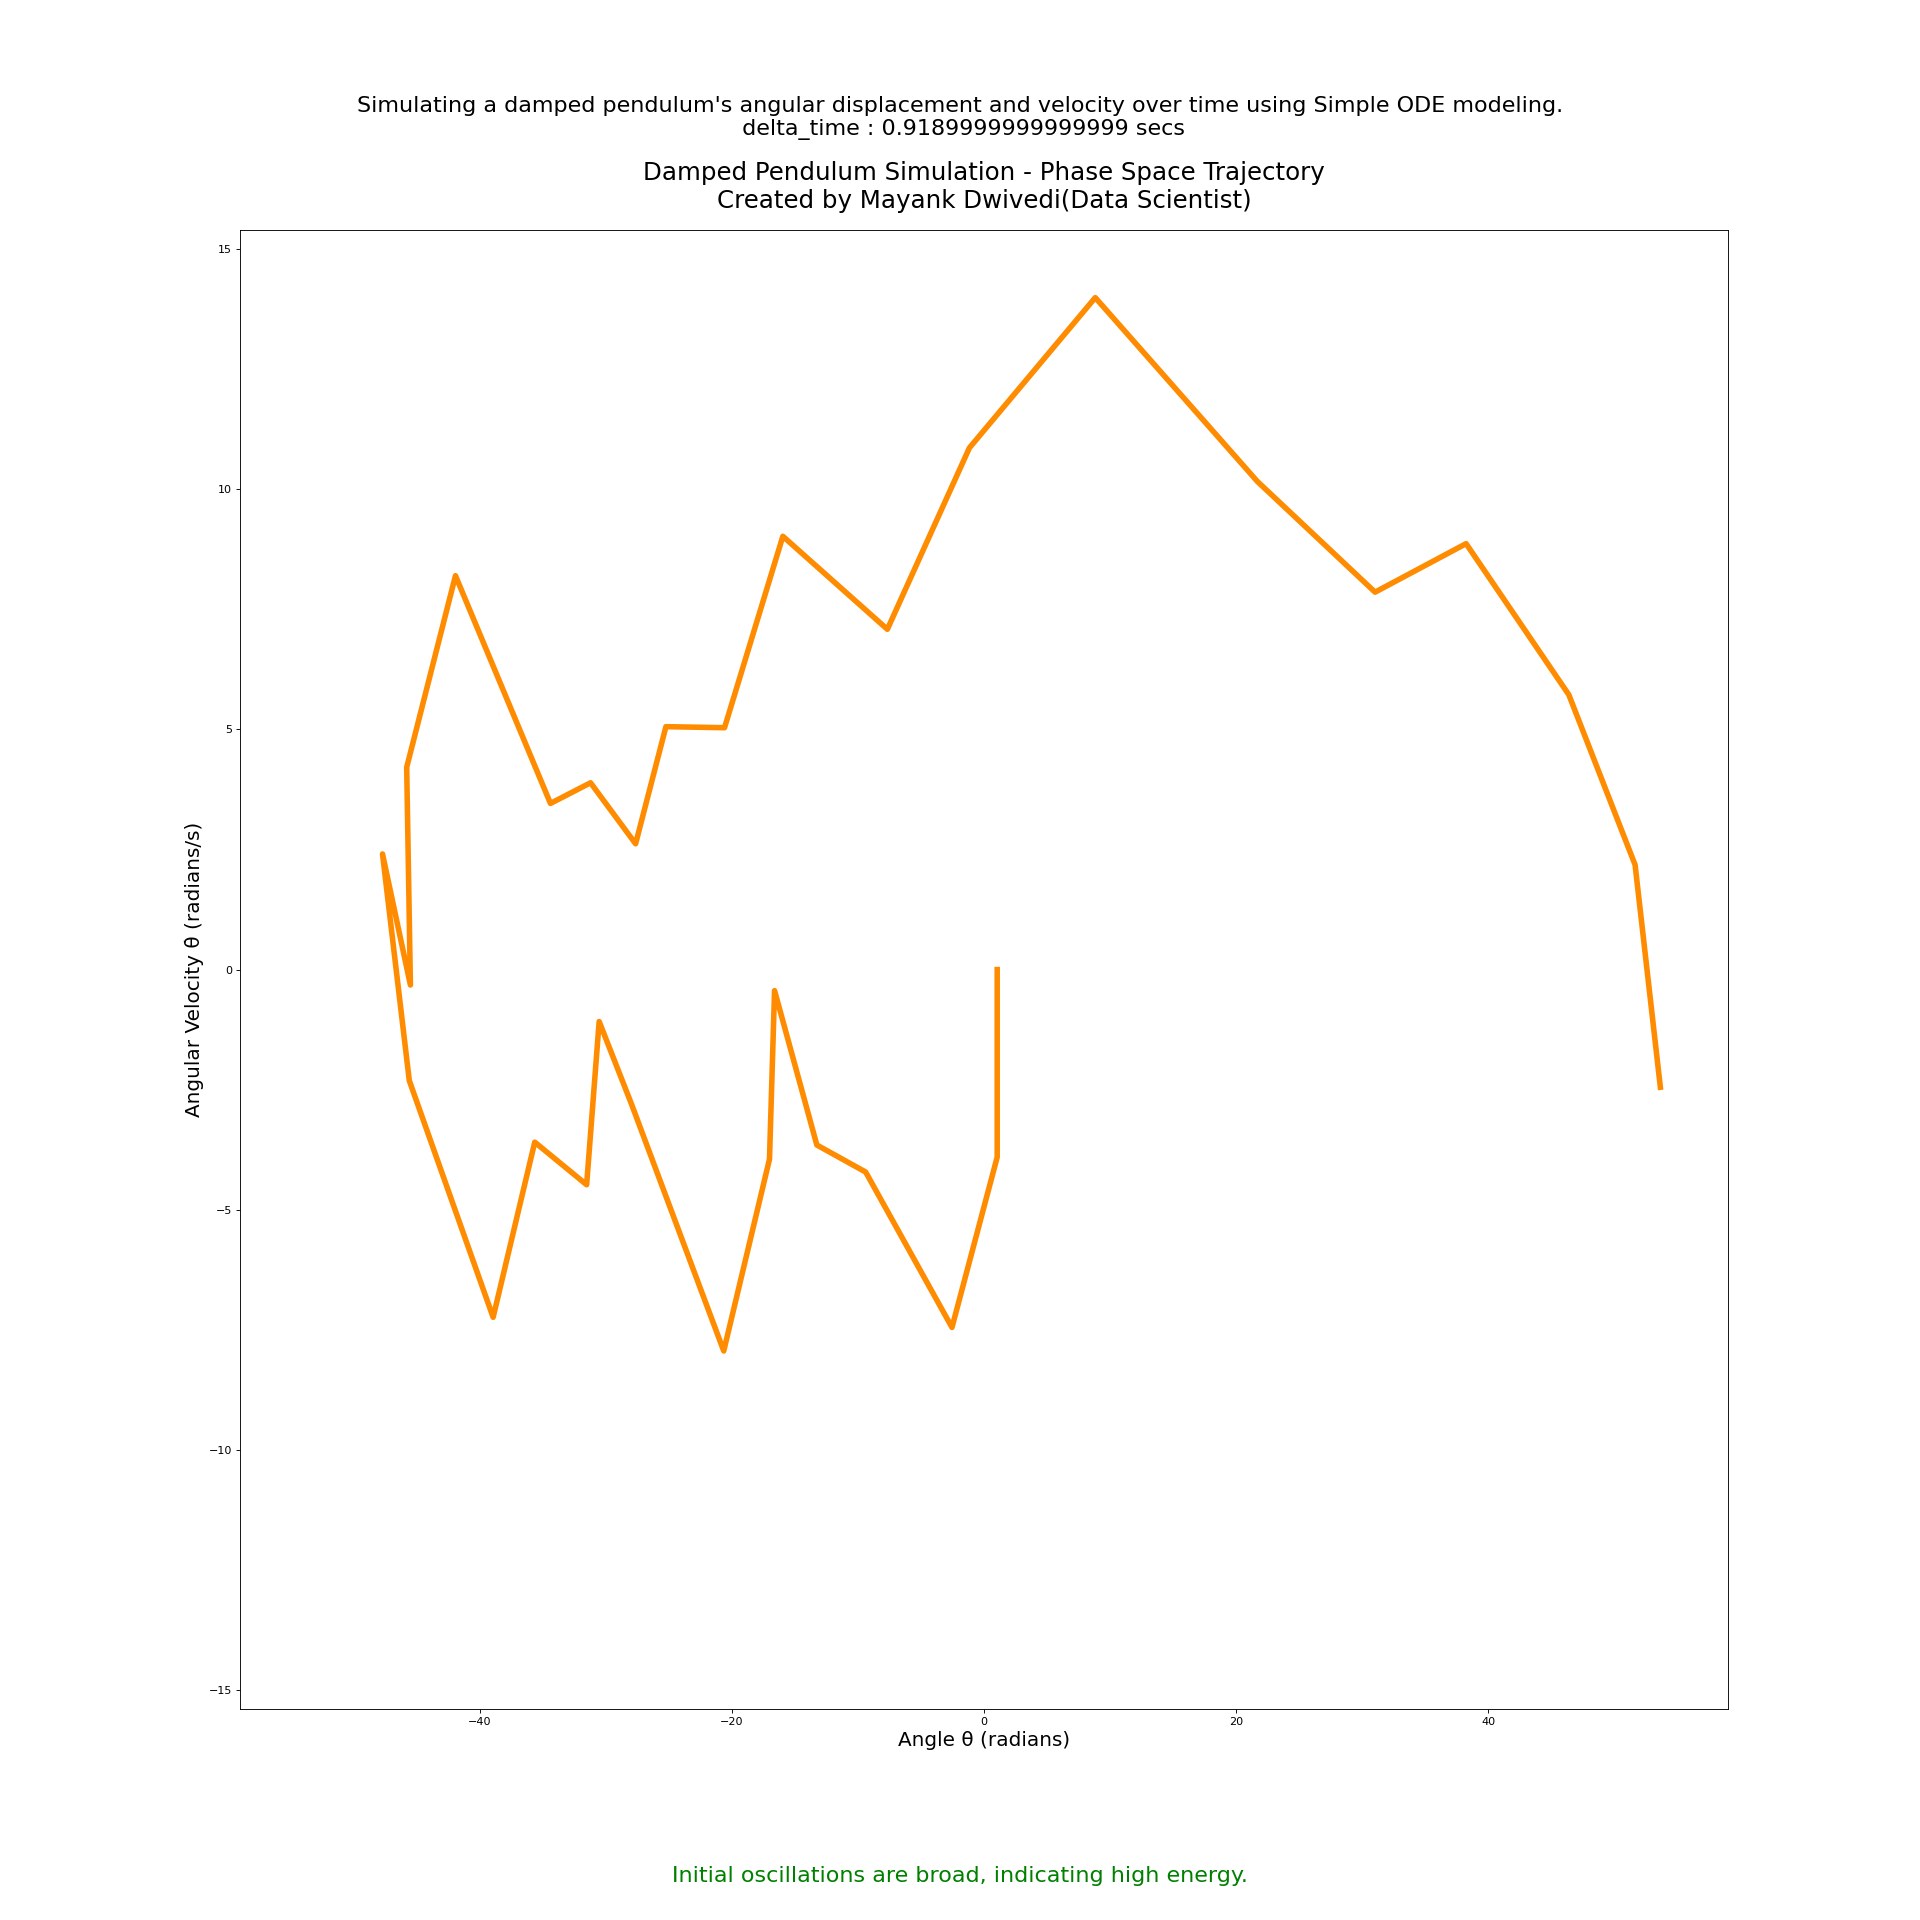 Simulating a damped pendulum's angular displacement and velocity over time using Simple ODE modeling.
delta_time : 0.9189999999999999 secs
Damped Pendulum Simulation - Phase Space Trajectory
Created by Mayank Dwivedi(Data Scientist)
15
10
5
0
−5
−10
−15
Angular Velocity θ (radians/s)
−40
−20
0
20
40
Angle θ (radians)
Initial oscillations are broad, indicating high energy.